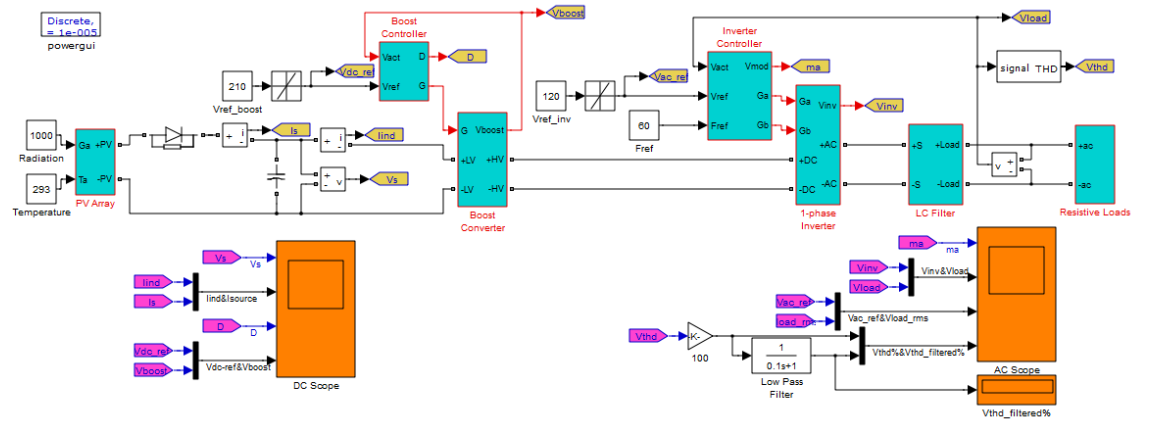 Discrete,
= 1e-005
powergui
Boost
Controller
Vact
D
Vref
G
Vboost
D
Vdc_ref
210
Vref_boost
1000
Radiation
293
Temperature
Ga
+PV
Ta
-PV
PV Array
+
-
i
Is
+
-
i
Iind
+
-
v
Vs
G
Vboost
+LV
+HV
-LV
-HV
Boost
Converter
Inverter
Controller
Vact
Vmod
Vref
Ga
Fref
Gb
ma
Vac_ref
120
Vref_inv
60
Fref
Ga
Vinv
Gb
+AC
+DC
-DC
-AC
1-phase
Inverter
Vinv
+S
+Load
-S
-Load
LC Filter
Vload
signal THD
Vthd
v
+
-
+ac
-ac
Resistive Loads
Vs
Vs
Iind
Is
Iind&Isource
D
D
Vdc_ref
Vboost
Vdc-ref&Vboost
DC Scope
ma
ma
Vinv
Vload
Vinv&Vload
Vac_ref
Vac_ref&Vload_rms
Vthd
-K-
100
1
0.1s+1
Low Pass
Filter
Vthd%&Vthd_filtered%
AC Scope
Vthd_filtered%